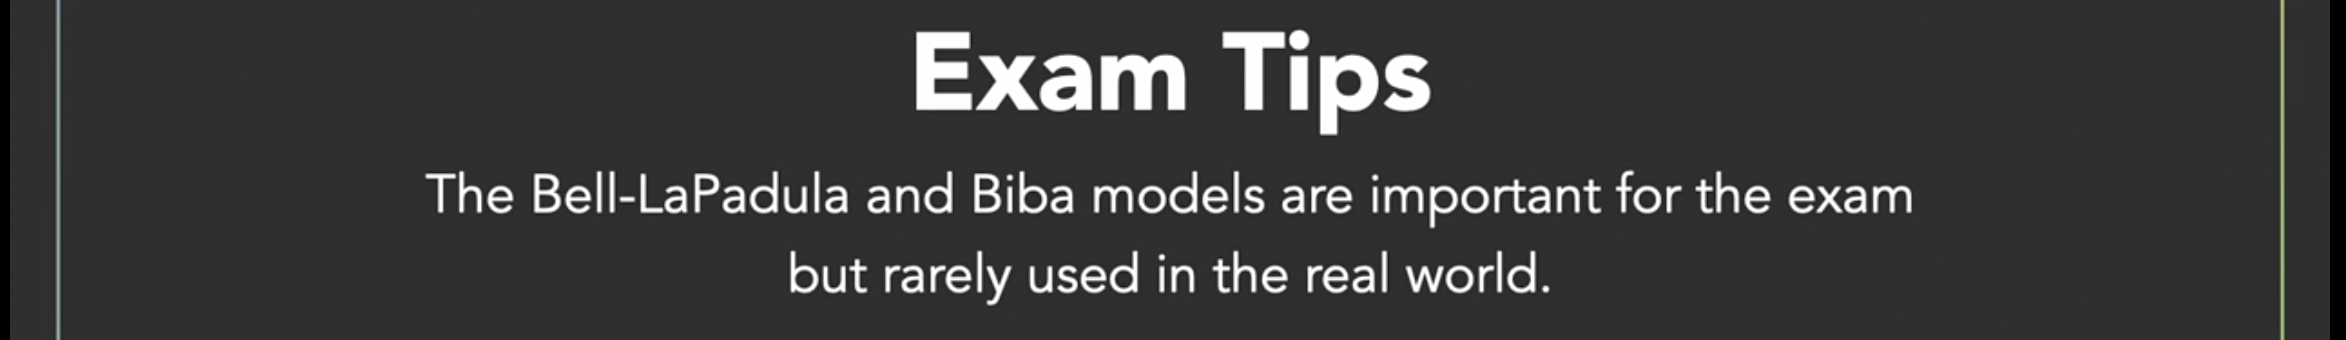 Exam Tips
The Bell-LaPadula and Biba models are important for the exam
but rarely used in the real world.